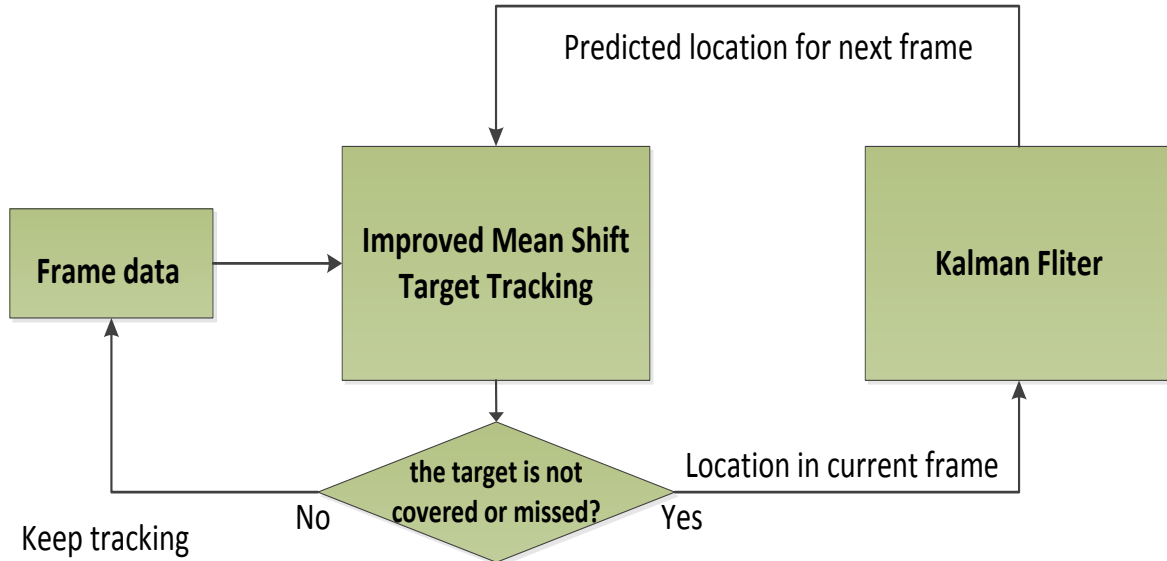 Predicted location for next frame
Improved Mean Shift
Target Tracking
Kalman Fliter
Frame data
the target is not
covered or missed?
Location in current frame
No
Yes
Keep tracking